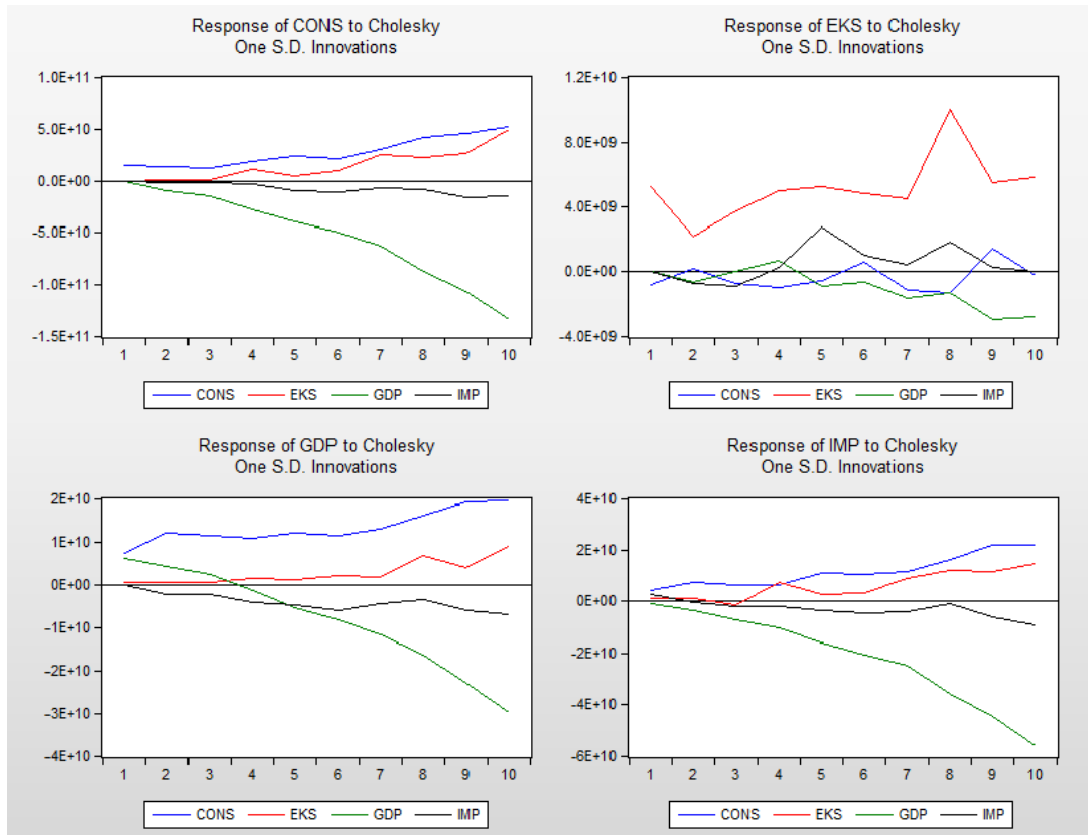 Response of CONS to Cholesky
One S.D. Innovations
1.0E+11
5.0E+10
0.0E+00
-5.0E+10
-1.0E+11
-1.5E+11
1 2 3 4 5 6 7 8 9 10
CONS EKS GDP IMP
Response of EKS to Cholesky
One S.D. Innovations
1.2E+10
8.0E+09
4.0E+09
0.0E+00
-4.0E+09
1 2 3 4 5 6 7 8 9 10
CONS EKS GDP IMP
Response of GDP to Cholesky
One S.D. Innovations
2E+10
1E+10
0E+00
-1E+10
-2E+10
-3E+10
-4E+10
1 2 3 4 5 6 7 8 9 10
CONS EKS GDP IMP
Response of IMP to Cholesky
One S.D. Innovations
4E+10
2E+10
0E+00
-2E+10
-4E+10
-6E+10
1 2 3 4 5 6 7 8 9 10
CONS EKS GDP IMP